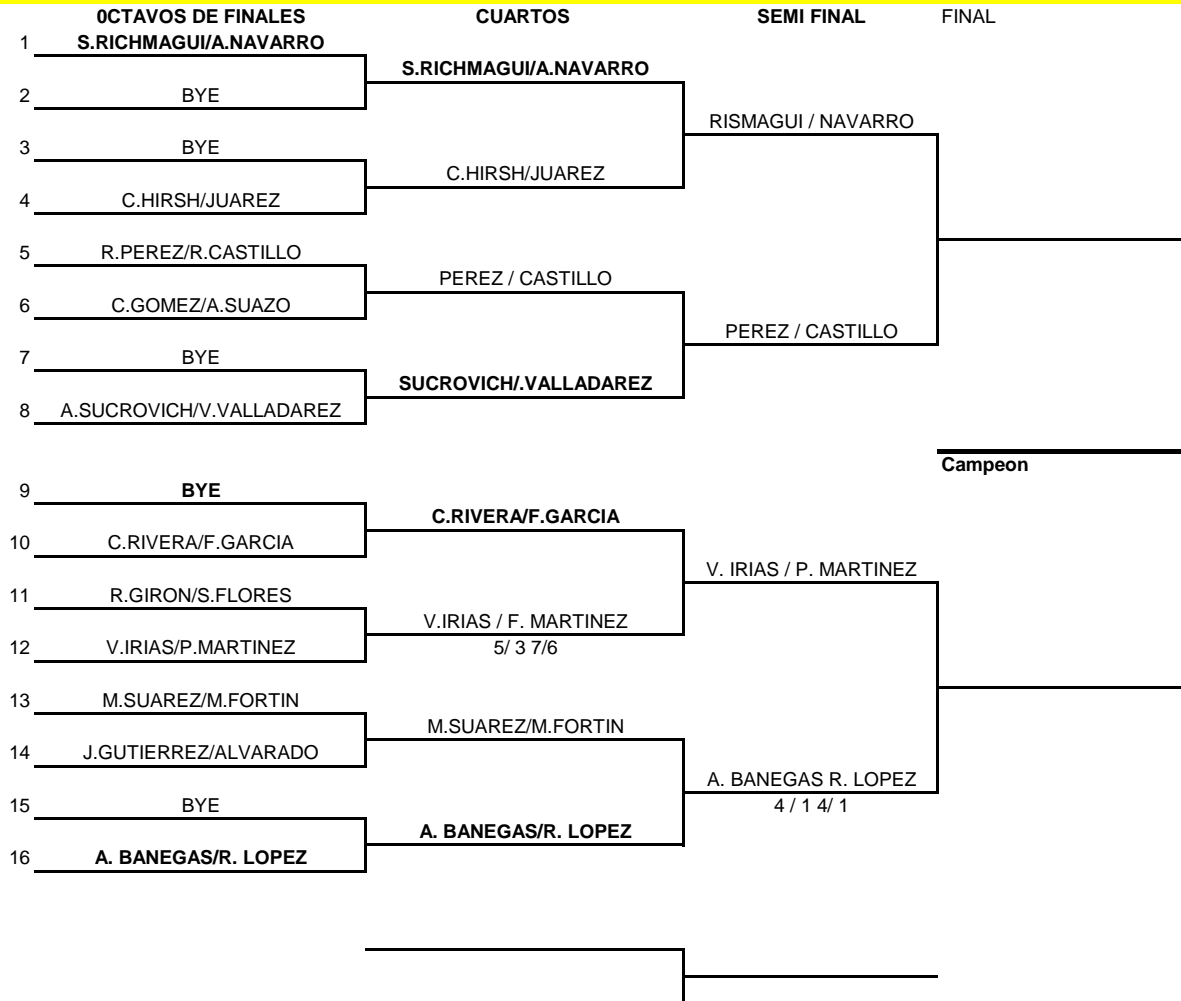 0CTAVOS DE FINALES CUARTOS SEMI FINAL FINAL
1 S.RICHMAGUI/A.NAVARRO
S.RICHMAGUI/A.NAVARRO
2 BYE
RISMAGUI / NAVARRO
3 BYE
C.HIRSH/JUAREZ
4 C.HIRSH/JUAREZ
5 R.PEREZ/R.CASTILLO
PEREZ / CASTILLO
6 C.GOMEZ/A.SUAZO
PEREZ / CASTILLO
7 BYE
SUCROVICH/.VALLADAREZ
8 A.SUCROVICH/V.VALLADAREZ
Campeon
9 BYE
C.RIVERA/F.GARCIA
10 C.RIVERA/F.GARCIA
V. IRIAS / P. MARTINEZ
11 R.GIRON/S.FLORES
V.IRIAS / F. MARTINEZ
12 V.IRIAS/P.MARTINEZ 5/ 3 7/6
13 M.SUAREZ/M.FORTIN
M.SUAREZ/M.FORTIN
14 J.GUTIERREZ/ALVARADO
A. BANEGAS R. LOPEZ
15 BYE 4 / 1 4/ 1
A. BANEGAS/R. LOPEZ
16 A. BANEGAS/R. LOPEZ